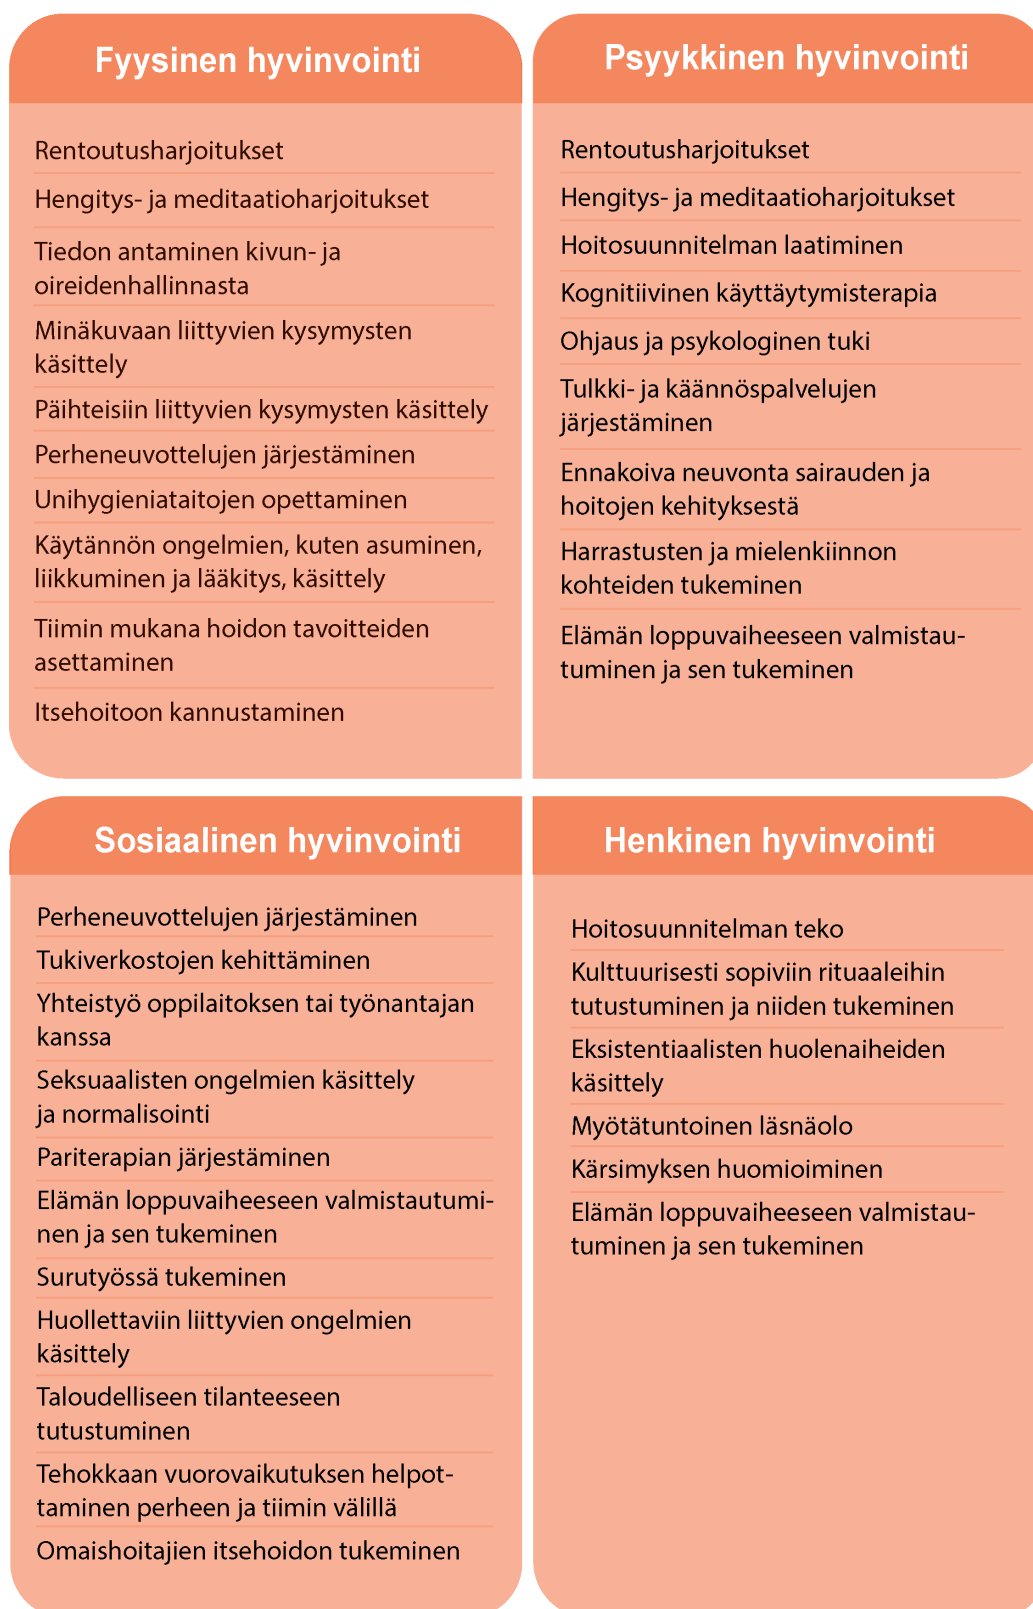 Fyysinen hyvinvointi
Rentoutusharjoitukset
Hengitys- ja meditaatioharjoitukset
Tiedon antaminen kivun- ja
oireidenhallinnasta
Minäkuvaan liittyvien kysymysten
käsittely
Päihteisiin liittyvien kysymysten käsittely
Perheneuvottelujen järjestäminen
Unihygieniataitojen opettaminen
Käytännön ongelmien, kuten asuminen,
liikkuminen ja lääkitys, käsittely
Tiimin mukana hoidon tavoitteiden
asettaminen
Itsehoitoon kannustaminen
Psyykkinen hyvinvointi
Rentoutusharjoitukset
Hengitys- ja meditaatioharjoitukset
Hoitosuunnitelman laatiminen
Kognitiivinen käyttäytymisterapia
Ohjaus ja psykologinen tuki
Tulkki- ja käännöspalvelujen
järjestäminen
Ennakoiva neuvonta sairauden ja
hoitojen kehityksestä
Harrastusten ja mielenkiinnon
kohteiden tukeminen
Elämän loppuvaiheeseen valmistau-
tuminen ja sen tukeminen
Sosiaalinen hyvinvointi
Perheneuvottelujen järjestäminen
Tukiverkostojen kehittäminen
Yhteistyö oppilaitoksen tai työnantajan
kanssa
Seksuaalisten ongelmien käsittely
ja normalisointi
Pariterapian järjestäminen
Elämän loppuvaiheeseen valmistautumi-
nen ja sen tukeminen
Surutyössä tukeminen
Huollettaviin liittyvien ongelmien
käsittely
Taloudelliseen tilanteeseen
tutustuminen
Tehokkaan vuorovaikutuksen helpot-
taminen perheen ja tiimin välillä
Omaishoitajien itsehoidon tukeminen
Henkinen hyvinvointi
Hoitosuunnitelman teko
Kulttuurisesti sopiviin rituaaleihin
tutustuminen ja niiden tukeminen
Eksistentiaalisten huolenaiheiden
käsittely
Myötätuntoinen läsnäolo
Kärsimyksen huomioiminen
Elämän loppuvaiheeseen valmistau-
tuminen ja sen tukeminen